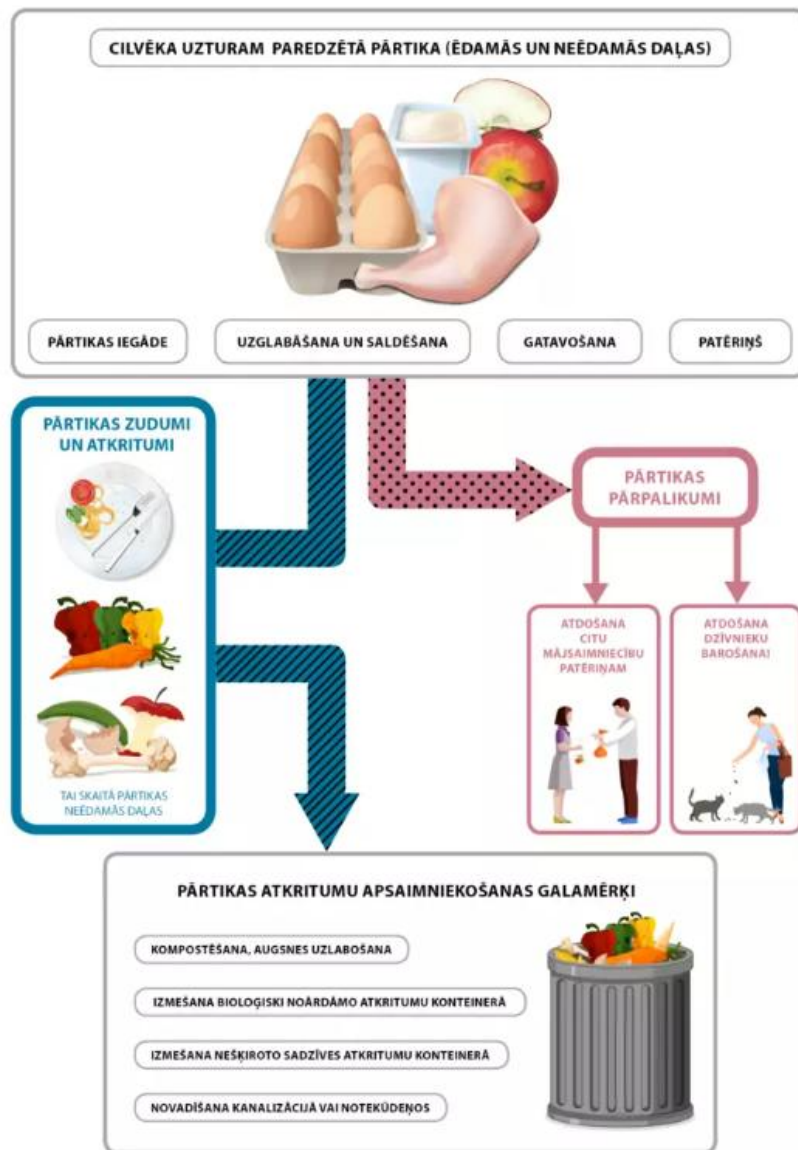 CILVĒKA UZTURAM PAREDZĒTĀ PĀRTIKA (ĒDAMĀS UN NEĒDAMĀS DAĻAS)
PĀRTIKAS IEGĀDE
UZGLABĀŠANA UN SALDĒŠANA
GATAVOŠANA
PATĒRIŅŠ
PĀRTIKAS ZUDUMI
UN ATKRITUMI
TAI SKAITĀ PĀRTIKAS
NEĒDAMĀS DAĻAS
PĀRTIKAS
PĀRPALIKUMI
ATDOŠANA
CITU
MĀJSAIMNIECĪBU
PATĒRIŅAM
ATDOŠANA
DZĪVNIEKU
BAROŠANAI
PĀRTIKAS ATKRITUMU APSAIMNIEKOŠANAS GALAMĒRĶI
KOMPOSTĒŠANA, AUGSNES UZLABOŠANA
IZMEŠANA BIOLOĢISKI NOĀRDĀMO ATKRITUMU KONTEINERĀ
IZMEŠANA NEŠĶIROTO SADZĪVES ATKRITUMU KONTEINERĀ
NOVADĪŠANA KANALIZĀCIJĀ VAI NOTEKŪDEŅOS